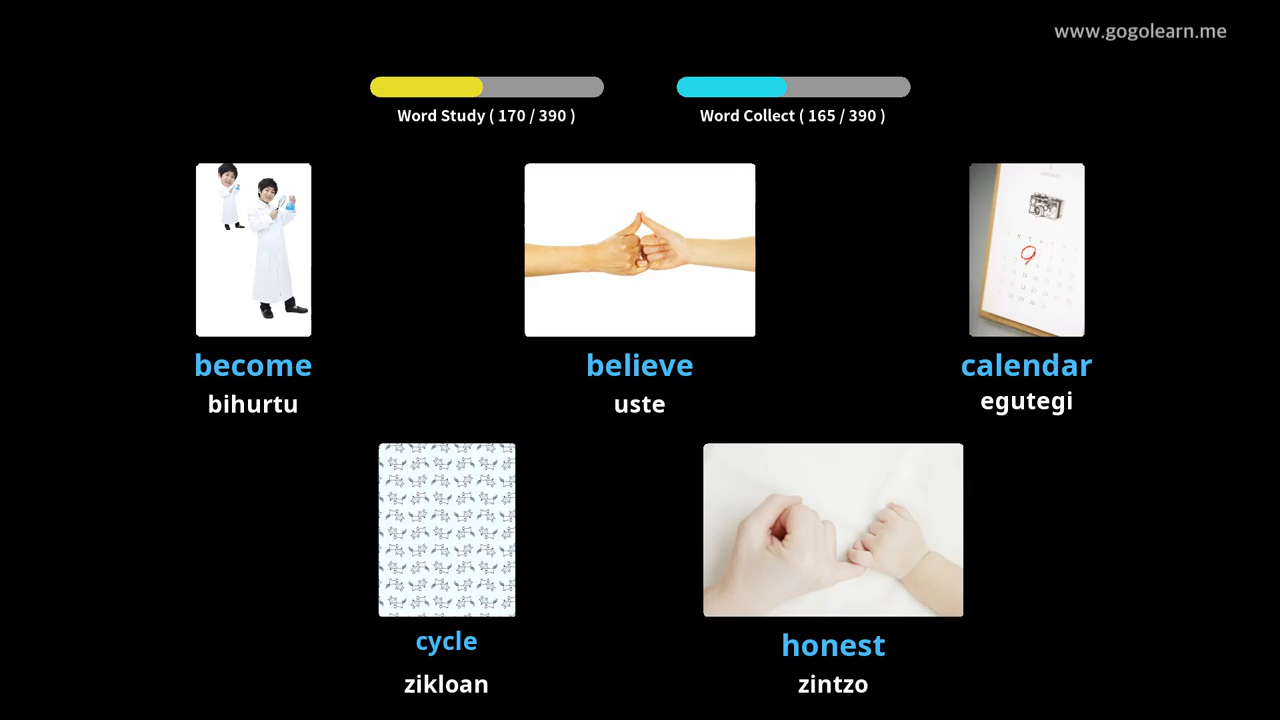 www.gogolearn.me
Word Study ( 170 / 390 )
Word Collect ( 165 / 390 )
become
believe
calendar
bihurtu
uste
egutegi
cycle
honest
zikloan
zintzo